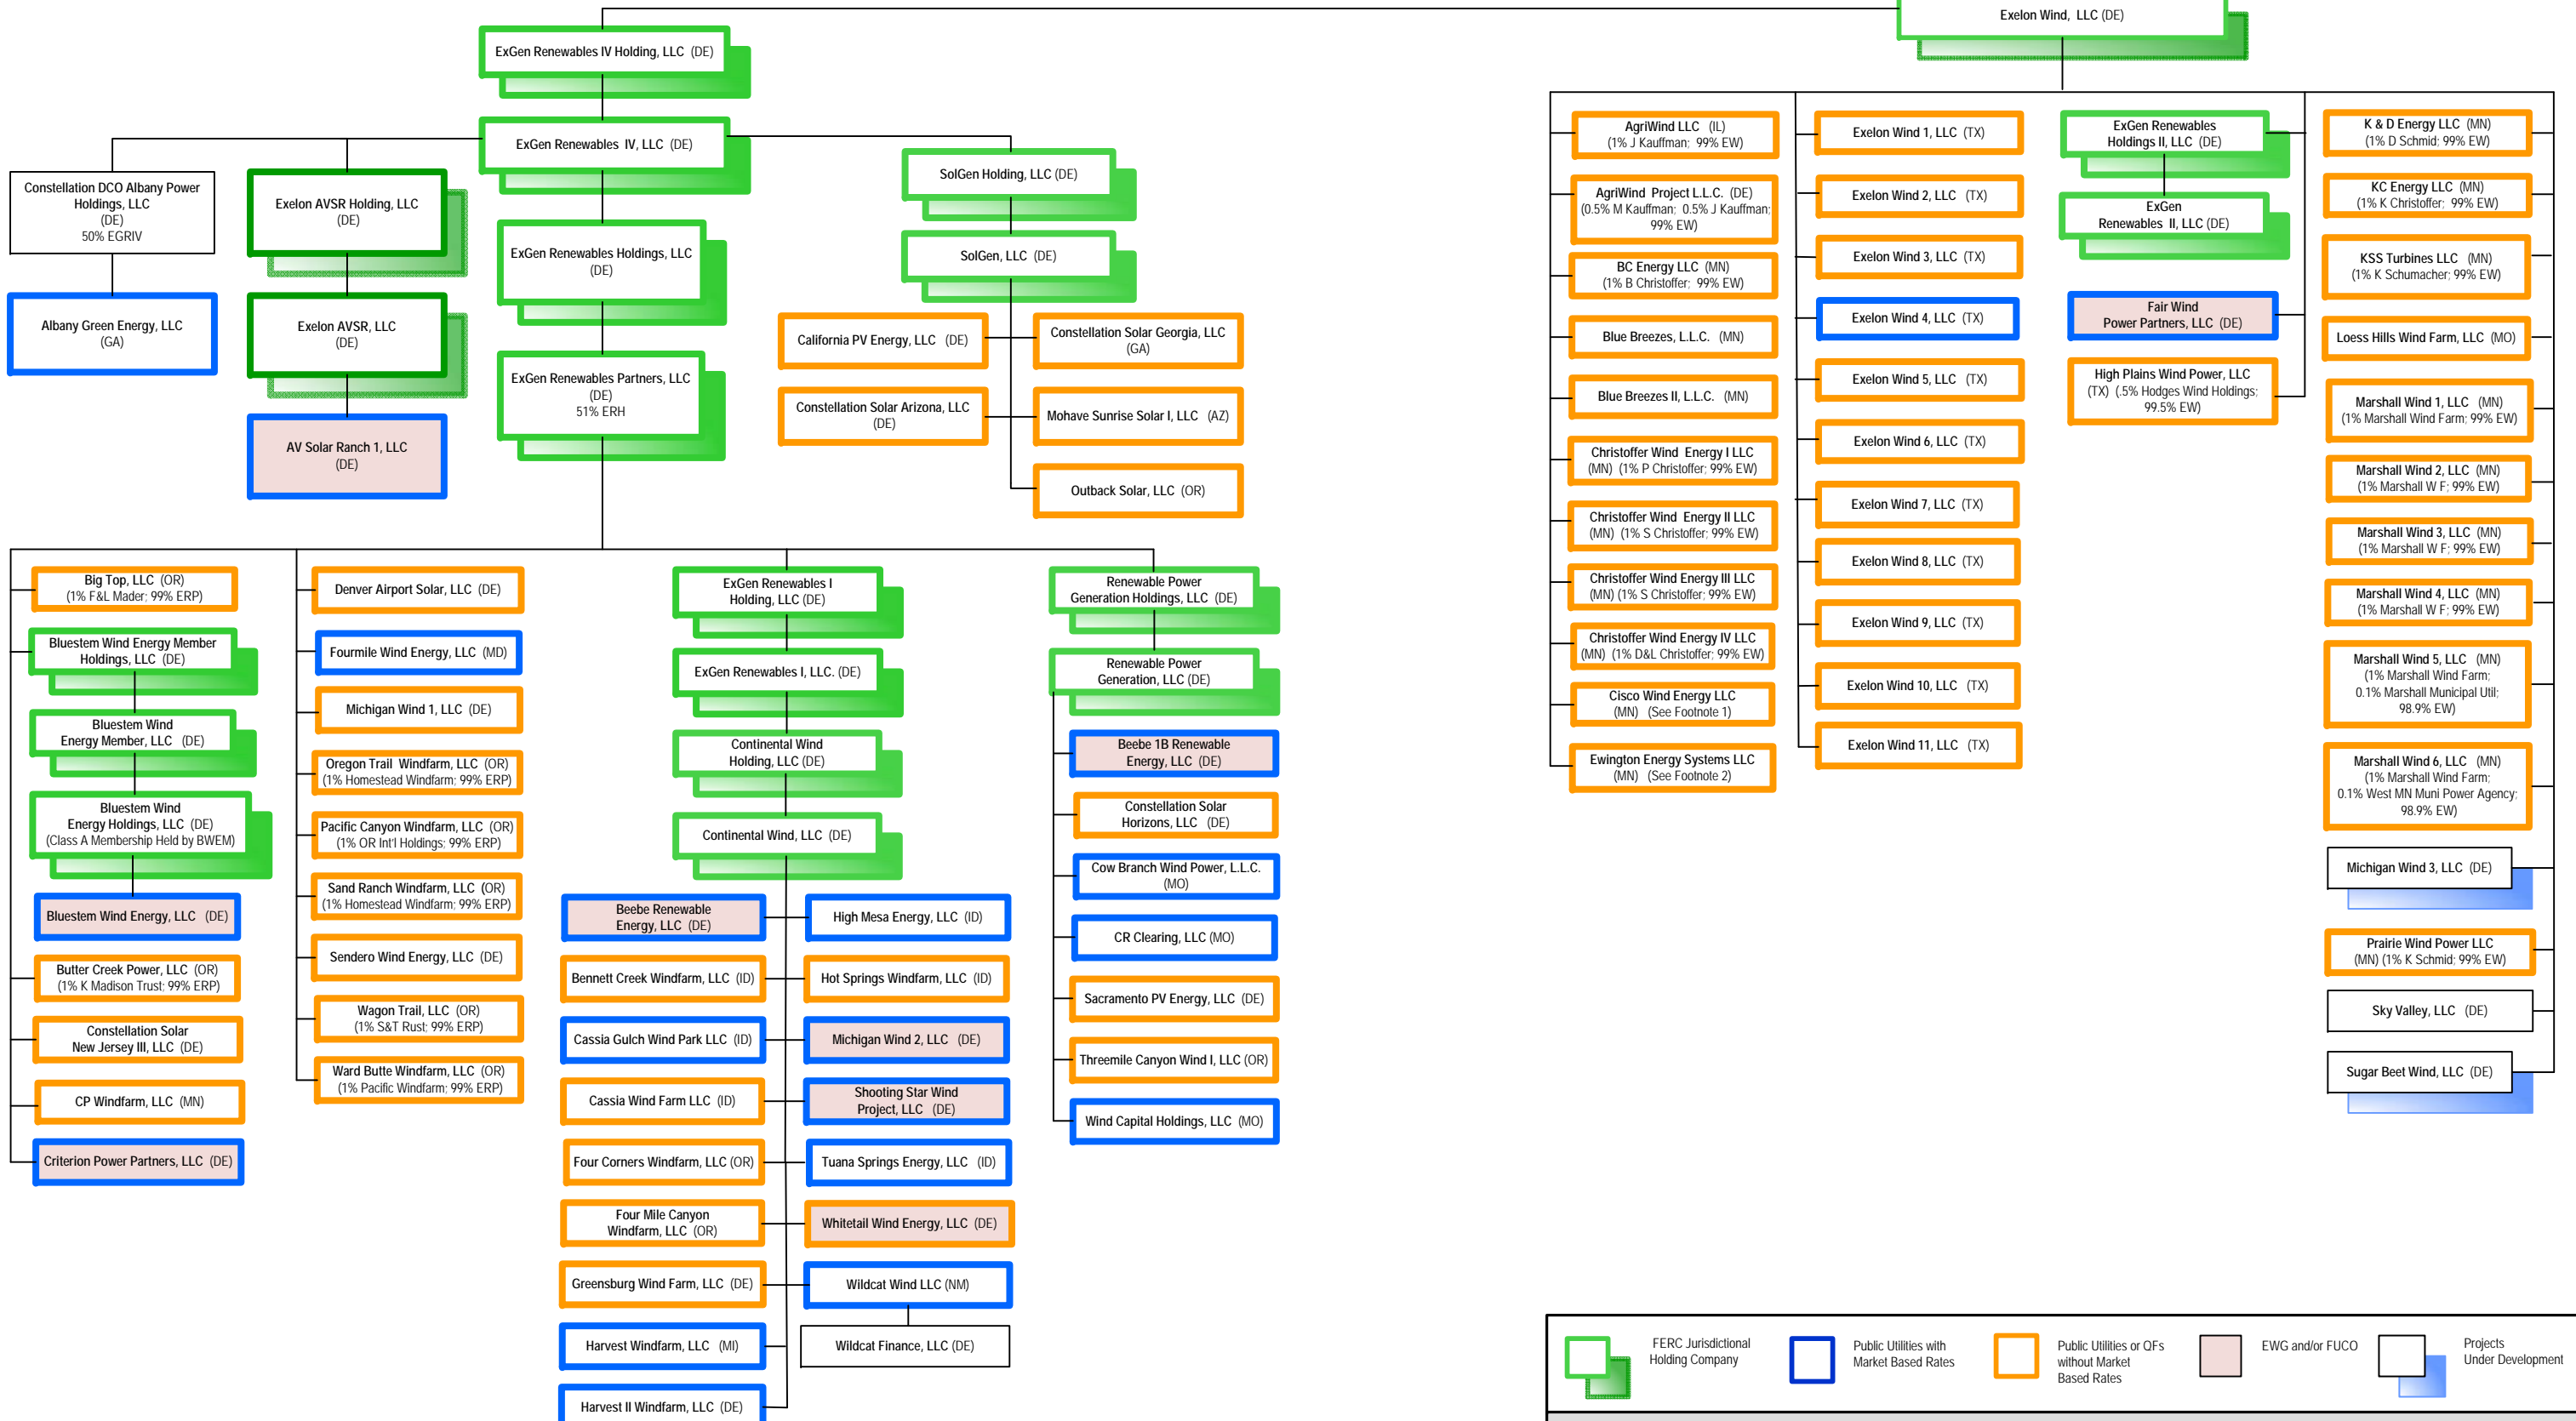 Exelon Wind, LLC (DE)
ExGen Renewables IV Holding, LLC (DE)
ExGen Renewables IV, LLC (DE)
Constellation DCO Albany Power
Holdings, LLC
(DE)
50% EGRIV
Albany Green Energy, LLC
(GA)
Exelon AVSR Holding, LLC
(DE)
Exelon AVSR, LLC
(DE)
AV Solar Ranch 1, LLC
(DE)
ExGen Renewables Holdings, LLC
(DE)
ExGen Renewables Partners, LLC
(DE)
51% ERH
SolGen Holding, LLC (DE)
SolGen, LLC (DE)
California PV Energy, LLC (DE)
Constellation Solar Georgia, LLC
(GA)
Constellation Solar Arizona, LLC
(DE)
Mohave Sunrise Solar I, LLC (AZ)
Outback Solar, LLC (OR)
Big Top, LLC (OR)
(1% F&L Mader; 99% ERP)
Bluestem Wind Energy Member
Holdings, LLC (DE)
Bluestem Wind
Energy Member, LLC (DE)
Bluestem Wind
Energy Holdings, LLC (DE)
(Class A Membership Held by BWEM)
Bluestem Wind Energy, LLC (DE)
Butter Creek Power, LLC (OR)
(1% K Madison Trust; 99% ERP)
Constellation Solar
New Jersey III, LLC (DE)
CP Windfarm, LLC (MN)
Criterion Power Partners, LLC (DE)
Denver Airport Solar, LLC (DE)
Fourmile Wind Energy, LLC (MD)
Michigan Wind 1, LLC (DE)
Oregon Trail Windfarm, LLC (OR)
(1% Homestead Windfarm; 99% ERP)
Pacific Canyon Windfarm, LLC (OR)
(1% OR Int'l Holdings; 99% ERP)
Sand Ranch Windfarm, LLC (OR)
(1% Homestead Windfarm; 99% ERP)
Sendero Wind Energy, LLC (DE)
Wagon Trail, LLC (OR)
(1% S&T Rust; 99% ERP)
Ward Butte Windfarm, LLC (OR)
(1% Pacific Windfarm; 99% ERP)
ExGen Renewables I
Holding, LLC (DE)
ExGen Renewables I, LLC. (DE)
Continental Wind
Holding, LLC (DE)
Continental Wind, LLC (DE)
Beebe Renewable
Energy, LLC (DE)
High Mesa Energy, LLC (ID)
Bennett Creek Windfarm, LLC (ID)
Hot Springs Windfarm, LLC (ID)
Cassia Gulch Wind Park LLC (ID)
Michigan Wind 2, LLC (DE)
Cassia Wind Farm LLC (ID)
Shooting Star Wind
Project, LLC (DE)
Four Corners Windfarm, LLC (OR)
Tuana Springs Energy, LLC (ID)
Four Mile Canyon
Windfarm, LLC (OR)
Whitetail Wind Energy, LLC (DE)
Greensburg Wind Farm, LLC (DE)
Wildcat Wind LLC (NM)
Harvest Windfarm, LLC (MI)
Wildcat Finance, LLC (DE)
Harvest II Windfarm, LLC (DE)
Renewable Power
Generation Holdings, LLC (DE)
Renewable Power
Generation, LLC (DE)
Beebe 1B Renewable
Energy, LLC (DE)
Constellation Solar
Horizons, LLC (DE)
Cow Branch Wind Power, L.L.C.
(MO)
CR Clearing, LLC (MO)
Sacramento PV Energy, LLC (DE)
Threemile Canyon Wind I, LLC (OR)
Wind Capital Holdings, LLC (MO)
AgriWind LLC (IL)
(1% J Kauffman; 99% EW)
AgriWind Project L.L.C. (DE)
(0.5% M Kauffman; 0.5% J Kauffman;
99% EW)
BC Energy LLC (MN)
(1% B Christoffer; 99% EW)
Blue Breezes, L.L.C. (MN)
Blue Breezes II, L.L.C. (MN)
Christoffer Wind Energy I LLC
(MN) (1% P Christoffer; 99% EW)
Christoffer Wind Energy II LLC
(MN) (1% S Christoffer; 99% EW)
Christoffer Wind Energy III LLC
(MN) (1% S Christoffer; 99% EW)
Christoffer Wind Energy IV LLC
(MN) (1% D&L Christoffer; 99% EW)
Cisco Wind Energy LLC
(MN) (See Footnote 1)
Ewington Energy Systems LLC
(MN) (See Footnote 2)
Exelon Wind 1, LLC (TX)
Exelon Wind 2, LLC (TX)
Exelon Wind 3, LLC (TX)
Exelon Wind 4, LLC (TX)
Exelon Wind 5, LLC (TX)
Exelon Wind 6, LLC (TX)
Exelon Wind 7, LLC (TX)
Exelon Wind 8, LLC (TX)
Exelon Wind 9, LLC (TX)
Exelon Wind 10, LLC (TX)
Exelon Wind 11, LLC (TX)
ExGen Renewables
Holdings II, LLC (DE)
ExGen
Renewables II, LLC (DE)
Fair Wind
Power Partners, LLC (DE)
High Plains Wind Power, LLC
(TX) (.5% Hodges Wind Holdings;
99.5% EW)
K & D Energy LLC (MN)
(1% D Schmid; 99% EW)
KC Energy LLC (MN)
(1% K Christoffer; 99% EW)
KSS Turbines LLC (MN)
(1% K Schumacher; 99% EW)
Loess Hills Wind Farm, LLC (MO)
Marshall Wind 1, LLC (MN)
(1% Marshall Wind Farm; 99% EW)
Marshall Wind 2, LLC (MN)
(1% Marshall W F; 99% EW)
Marshall Wind 3, LLC (MN)
(1% Marshall W F; 99% EW)
Marshall Wind 4, LLC (MN)
(1% Marshall W F; 99% EW)
Marshall Wind 5, LLC (MN)
(1% Marshall Wind Farm;
0.1% Marshall Municipal Util;
98.9% EW)
Marshall Wind 6, LLC (MN)
(1% Marshall Wind Farm;
0.1% West MN Muni Power Agency;
98.9% EW)
Michigan Wind 3, LLC (DE)
Prairie Wind Power LLC
(MN) (1% K Schmid; 99% EW)
Sky Valley, LLC (DE)
Sugar Beet Wind, LLC (DE)
FERC Jurisdictional
Holding Company
Public Utilities with
Market Based Rates
Public Utilities or QFs
without Market
Based Rates
EWG and/or FUCO
Projects
Under Development